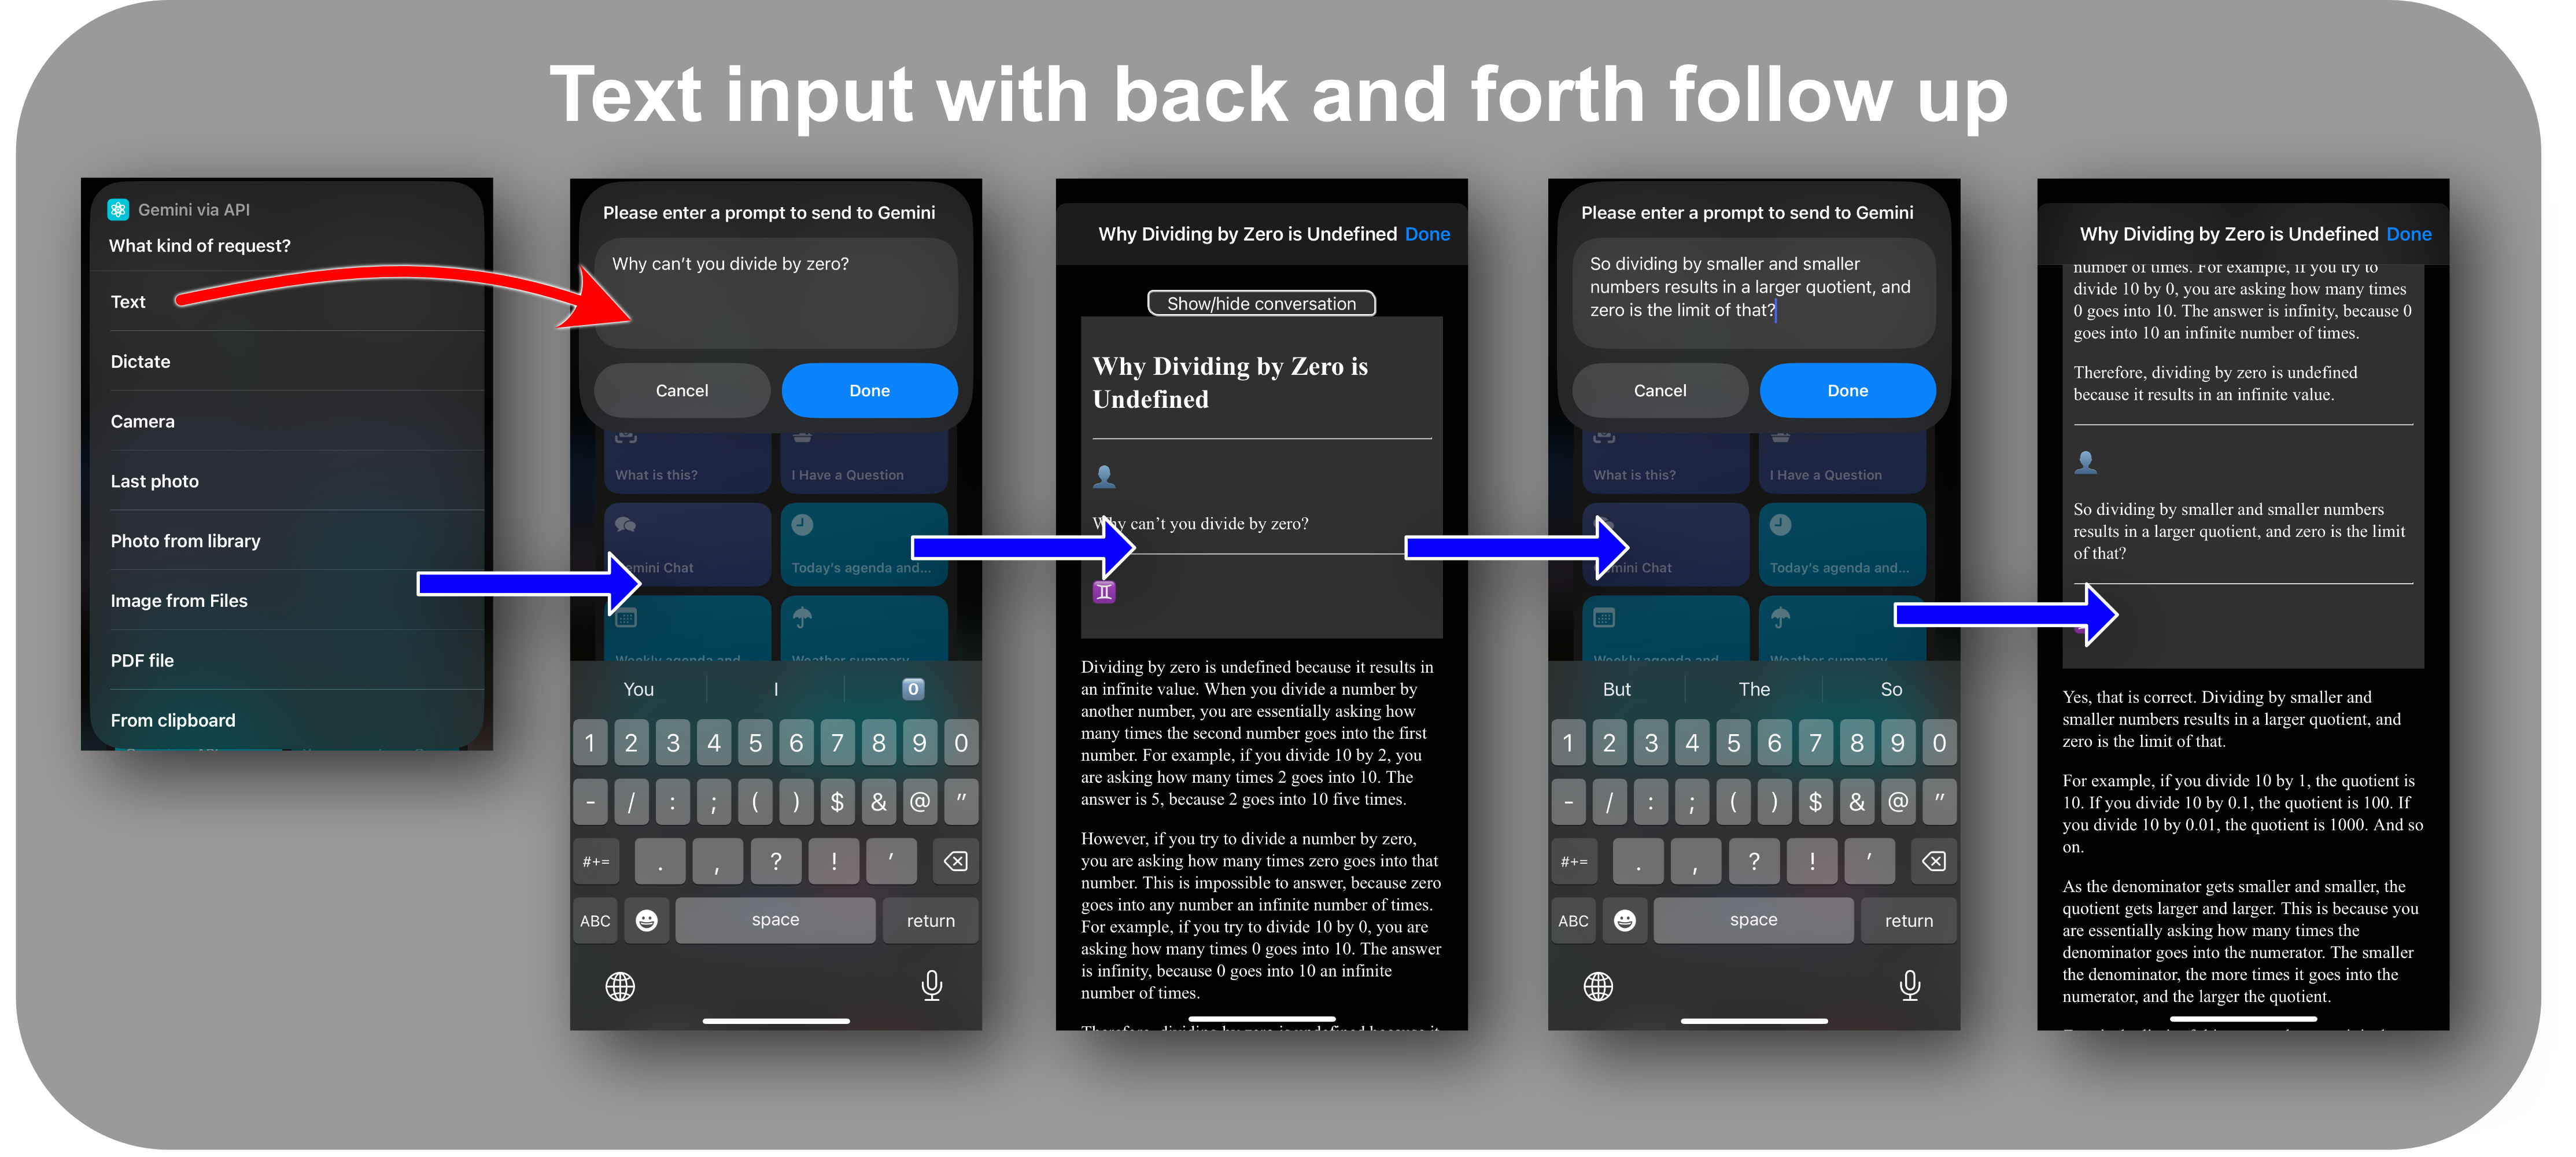 Text input with back and forth follow up
Gemini via API
What kind of request?
Text
Dictate
Camera
Last photo
Photo from library
Image from Files
PDF file
From clipboard
Please enter a prompt to send to Gemini
Why can’t you divide by zero?
Cancel
Done
What is this?
I Have a Question
mini Chat
Today’s agenda and...
Weekly agenda and
Weather summary
You
I
0
1 2 3 4 5 6 7 8 9 0
- / : ; ( ) $ & @ ”
#+= . , ? ! ’
ABC
space
return
Why Dividing by Zero is Undefined
Done
Show/hide conversation
Why Dividing by Zero is
Undefined
Why can’t you divide by zero?
Dividing by zero is undefined because it results in
an infinite value. When you divide a number by
another number, you are essentially asking how
many times the second number goes into the first
number. For example, if you divide 10 by 2, you
are asking how many times 2 goes into 10. The
answer is 5, because 2 goes into 10 five times.
However, if you try to divide a number by zero,
you are asking how many times zero goes into that
number. This is impossible to answer, because zero
goes into any number an infinite number of times.
For example, if you try to divide 10 by 0, you are
asking how many times 0 goes into 10. The answer
is infinity, because 0 goes into 10 an infinite
number of times.
Therefore, dividing by zero is undefined because it
Please enter a prompt to send to Gemini
So dividing by smaller and smaller
numbers results in a larger quotient, and
zero is the limit of that?
Cancel
Done
What is this?
I Have a Question
mini Chat
Today’s agenda and...
Weekly agenda and
Weather summary
But
The
So
1 2 3 4 5 6 7 8 9 0
- / : ; ( ) $ & @ ”
#+= . , ? ! ’
ABC
space
return
Why Dividing by Zero is Undefined
Done
number of times. For example, if you try to
divide 10 by 0, you are asking how many times
0 goes into 10. The answer is infinity, because 0
goes into 10 an infinite number of times.
Therefore, dividing by zero is undefined
because it results in an infinite value.
So dividing by smaller and smaller numbers
results in a larger quotient, and zero is the limit
of that?
Yes, that is correct. Dividing by smaller and
smaller numbers results in a larger quotient, and
zero is the limit of that.
For example, if you divide 10 by 1, the quotient is
10. If you divide 10 by 0.1, the quotient is 100. If
you divide 10 by 0.01, the quotient is 1000. And so
on.
As the denominator gets smaller and smaller, the
quotient gets larger and larger. This is because you
are essentially asking how many times the
denominator goes into the numerator. The smaller
the denominator, the more times it goes into the
numerator, and the larger the quotient.